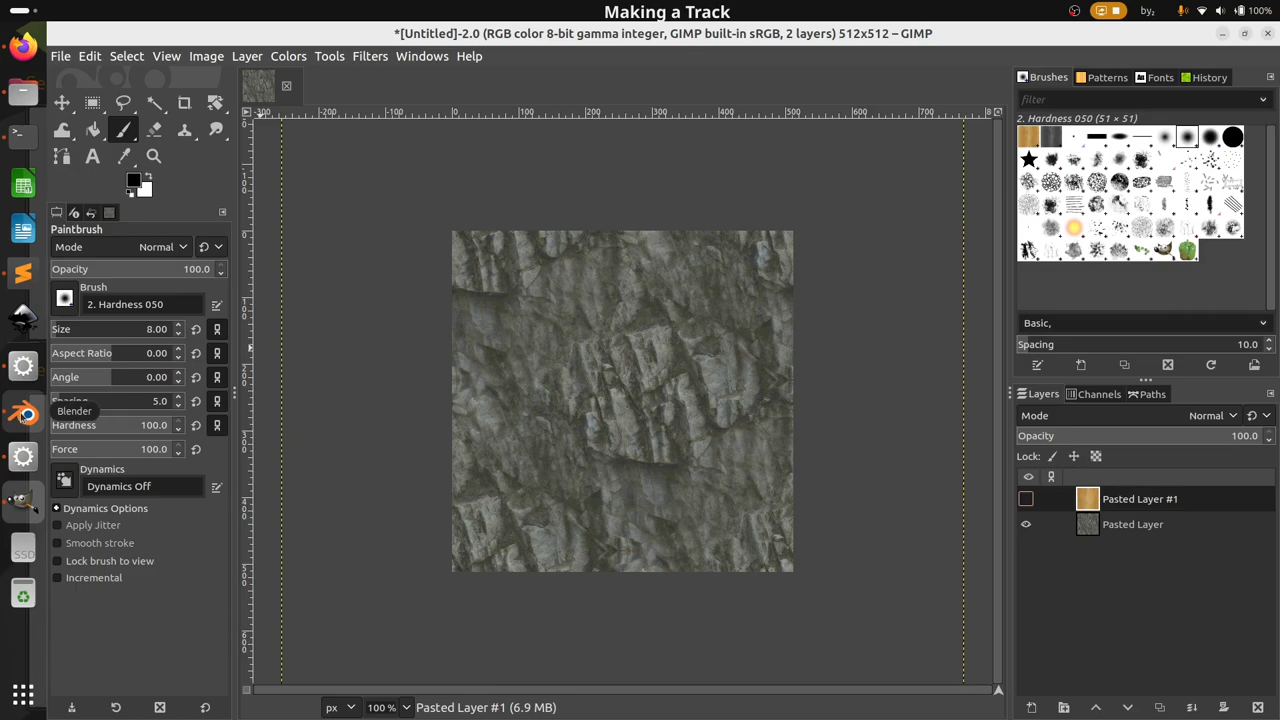 Making a Track
by₂
100%
*[Untitled]-2.0 (RGB color 8-bit gamma integer, GIMP built-in sRGB, 2 layers) 512x512 – GIMP
File Edit Select View Image Layer Colors Tools Filters Windows Help
Brushes Patterns Fonts History
filter
2. Hardness 050 (51 × 51)
Paintbrush
Mode Normal
Opacity 100.0
Brush
2. Hardness 050
Size 8.00
Aspect Ratio 0.00
Angle 0.00
Spacing 5.0
Blender
Hardness 100.0
Force 100.0
Dynamics
Dynamics Off
Dynamics Options
Apply Jitter
Smooth stroke
Lock brush to view
Incremental
Basic,
Spacing 10.0
Layers Channels Paths
Mode Normal
Opacity 100.0
Lock:
Pasted Layer #1
Pasted Layer
SSD
px 100 % Pasted Layer #1 (6.9 MB)